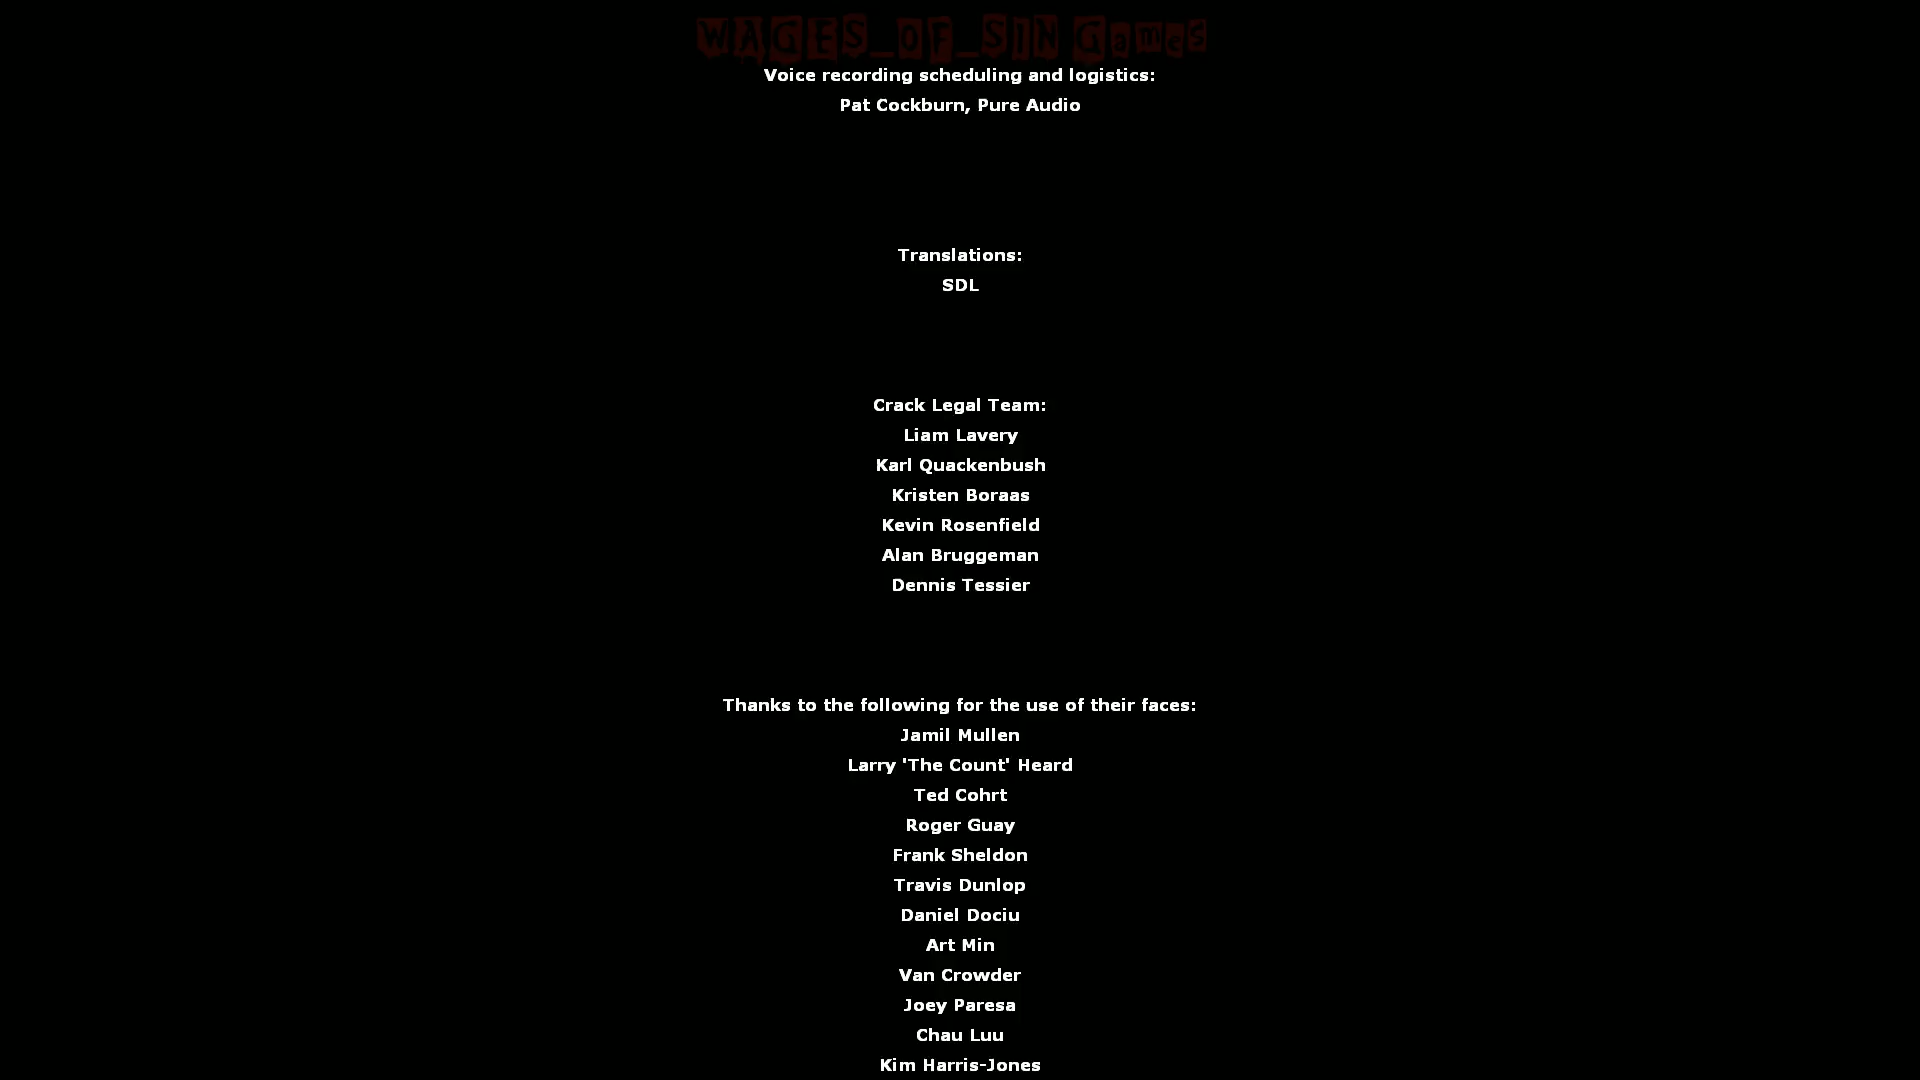 WAGES_OF_SIN Games
Voice recording scheduling and logistics:
Pat Cockburn, Pure Audio
Translations:
SDL
Crack Legal Team:
Liam Lavery
Karl Quackenbush
Kristen Boraas
Kevin Rosenfield
Alan Bruggeman
Dennis Tessier
Thanks to the following for the use of their faces:
Jamil Mullen
Larry 'The Count' Heard
Ted Cohrt
Roger Guay
Frank Sheldon
Travis Dunlop
Daniel Dociu
Art Min
Van Crowder
Joey Paresa
Chau Luu
Kim Harris-Jones